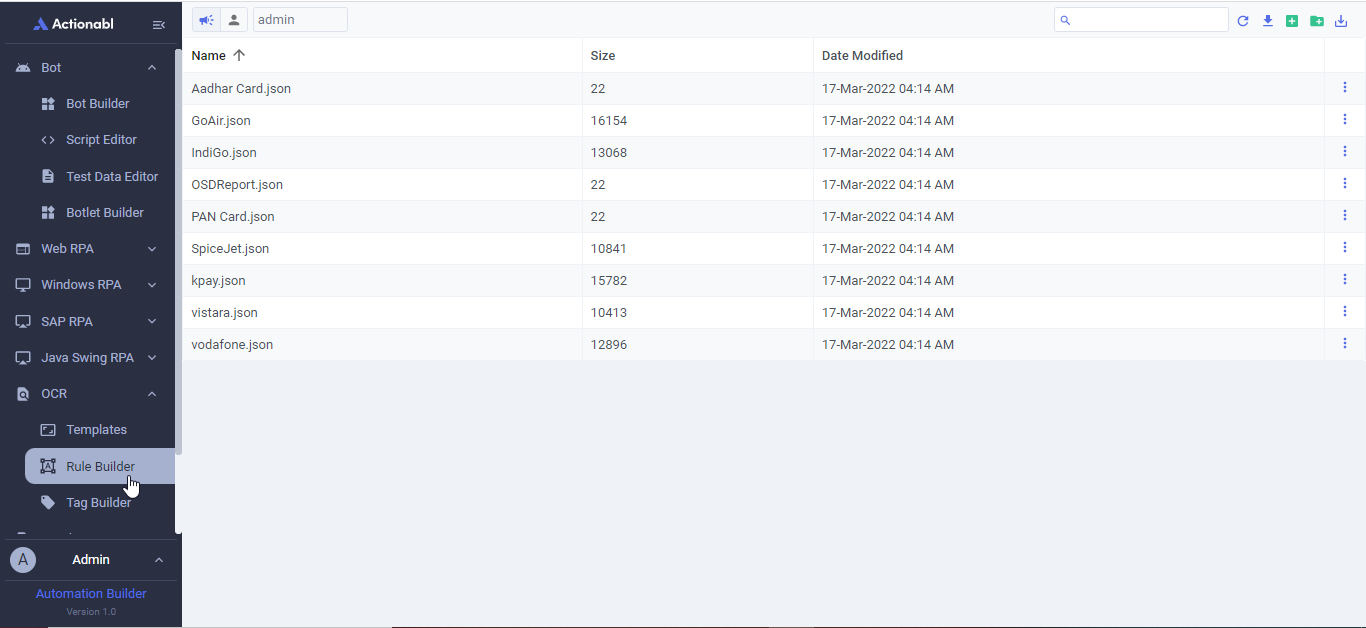 Actionabl
admin
Bot
Bot Builder
Script Editor
Test Data Editor
Botlet Builder
Web RPA
Windows RPA
SAP RPA
Java Swing RPA
OCR
Templates
Rule Builder
Tag Builder
A Admin
Automation Builder
Version 1.0
Name Size Date Modified
Aadhar Card.json 22 17-Mar-2022 04:14 AM
GoAir.json 16154 17-Mar-2022 04:14 AM
IndiGo.json 13068 17-Mar-2022 04:14 AM
OSDReport.json 22 17-Mar-2022 04:14 AM
PAN Card.json 22 17-Mar-2022 04:14 AM
SpiceJet.json 10841 17-Mar-2022 04:14 AM
kpay.json 15782 17-Mar-2022 04:14 AM
vistara.json 10413 17-Mar-2022 04:14 AM
vodafone.json 12896 17-Mar-2022 04:14 AM